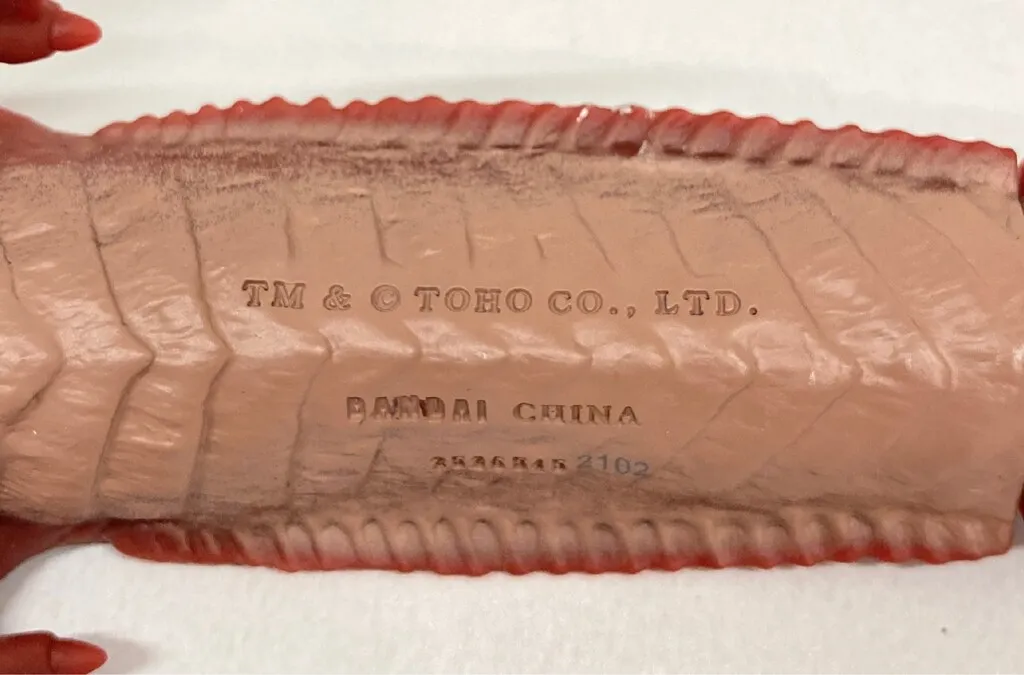 TM & © TOHO CO., LTD.
BANDAI CHINA
2102